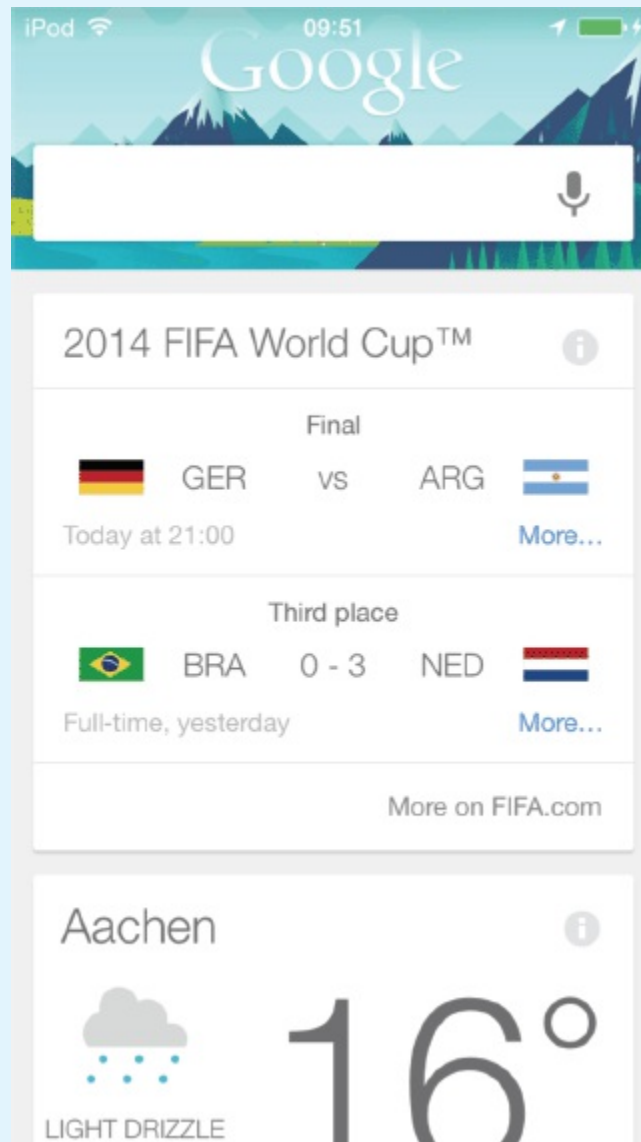 iPod 09:51
Google
2014 FIFA World Cup™
Final
GER vs ARG
Today at 21:00 More...
Third place
BRA 0 - 3 NED
Full-time, yesterday More...
More on FIFA.com
Aachen
16°
LIGHT DRIZZLE